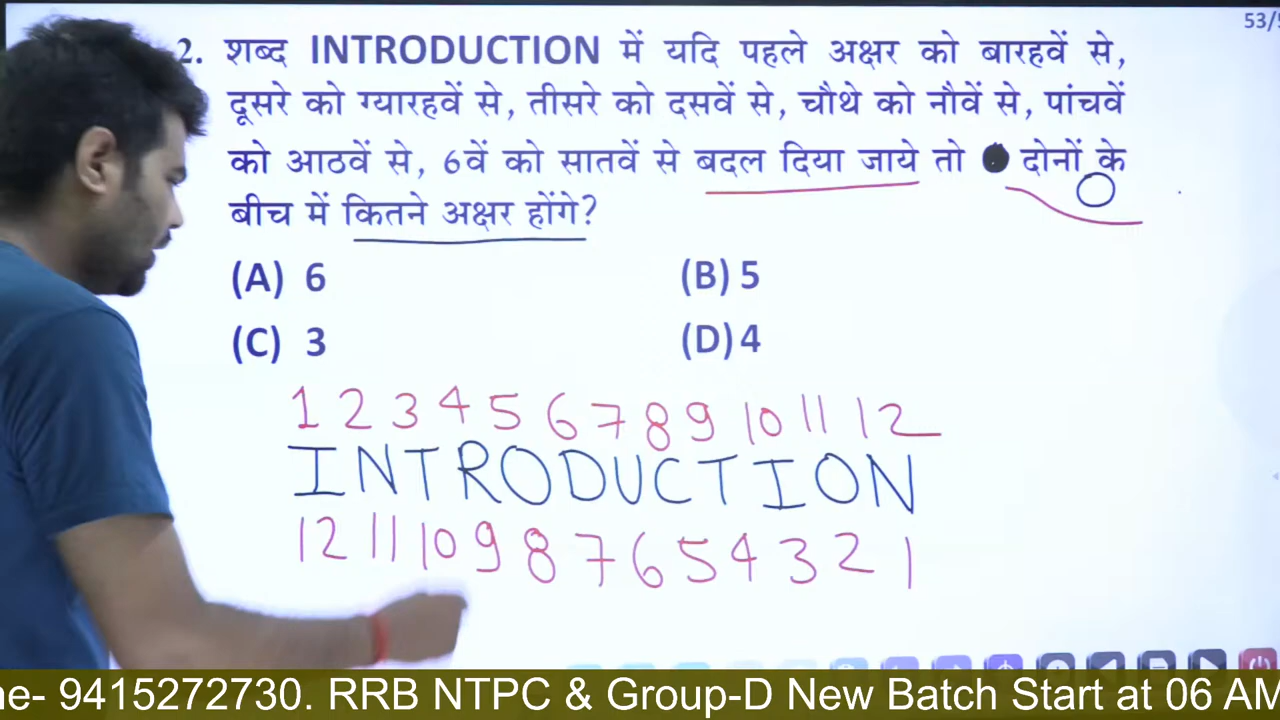 53/
2. शब्द INTRODUCTION में यदि पहले अक्षर को बारहवें से,
दूसरे को ग्यारहवें से, तीसरे को दसवें से, चौथे को नौवें से, पांचवें
को आठवें से, 6वें को सातवें से बदल दिया जाये तो दोनों के
बीच में कितने अक्षर होंगे?
(A) 6 (B) 5
(C) 3 (D) 4
1 2 3 4 5 6 7 8 9 10 11 12
INTRODUCTION
12 11 10 9 8 7 6 5 4 3 2 1
ne- 9415272730. RRB NTPC & Group-D New Batch Start at 06 AM